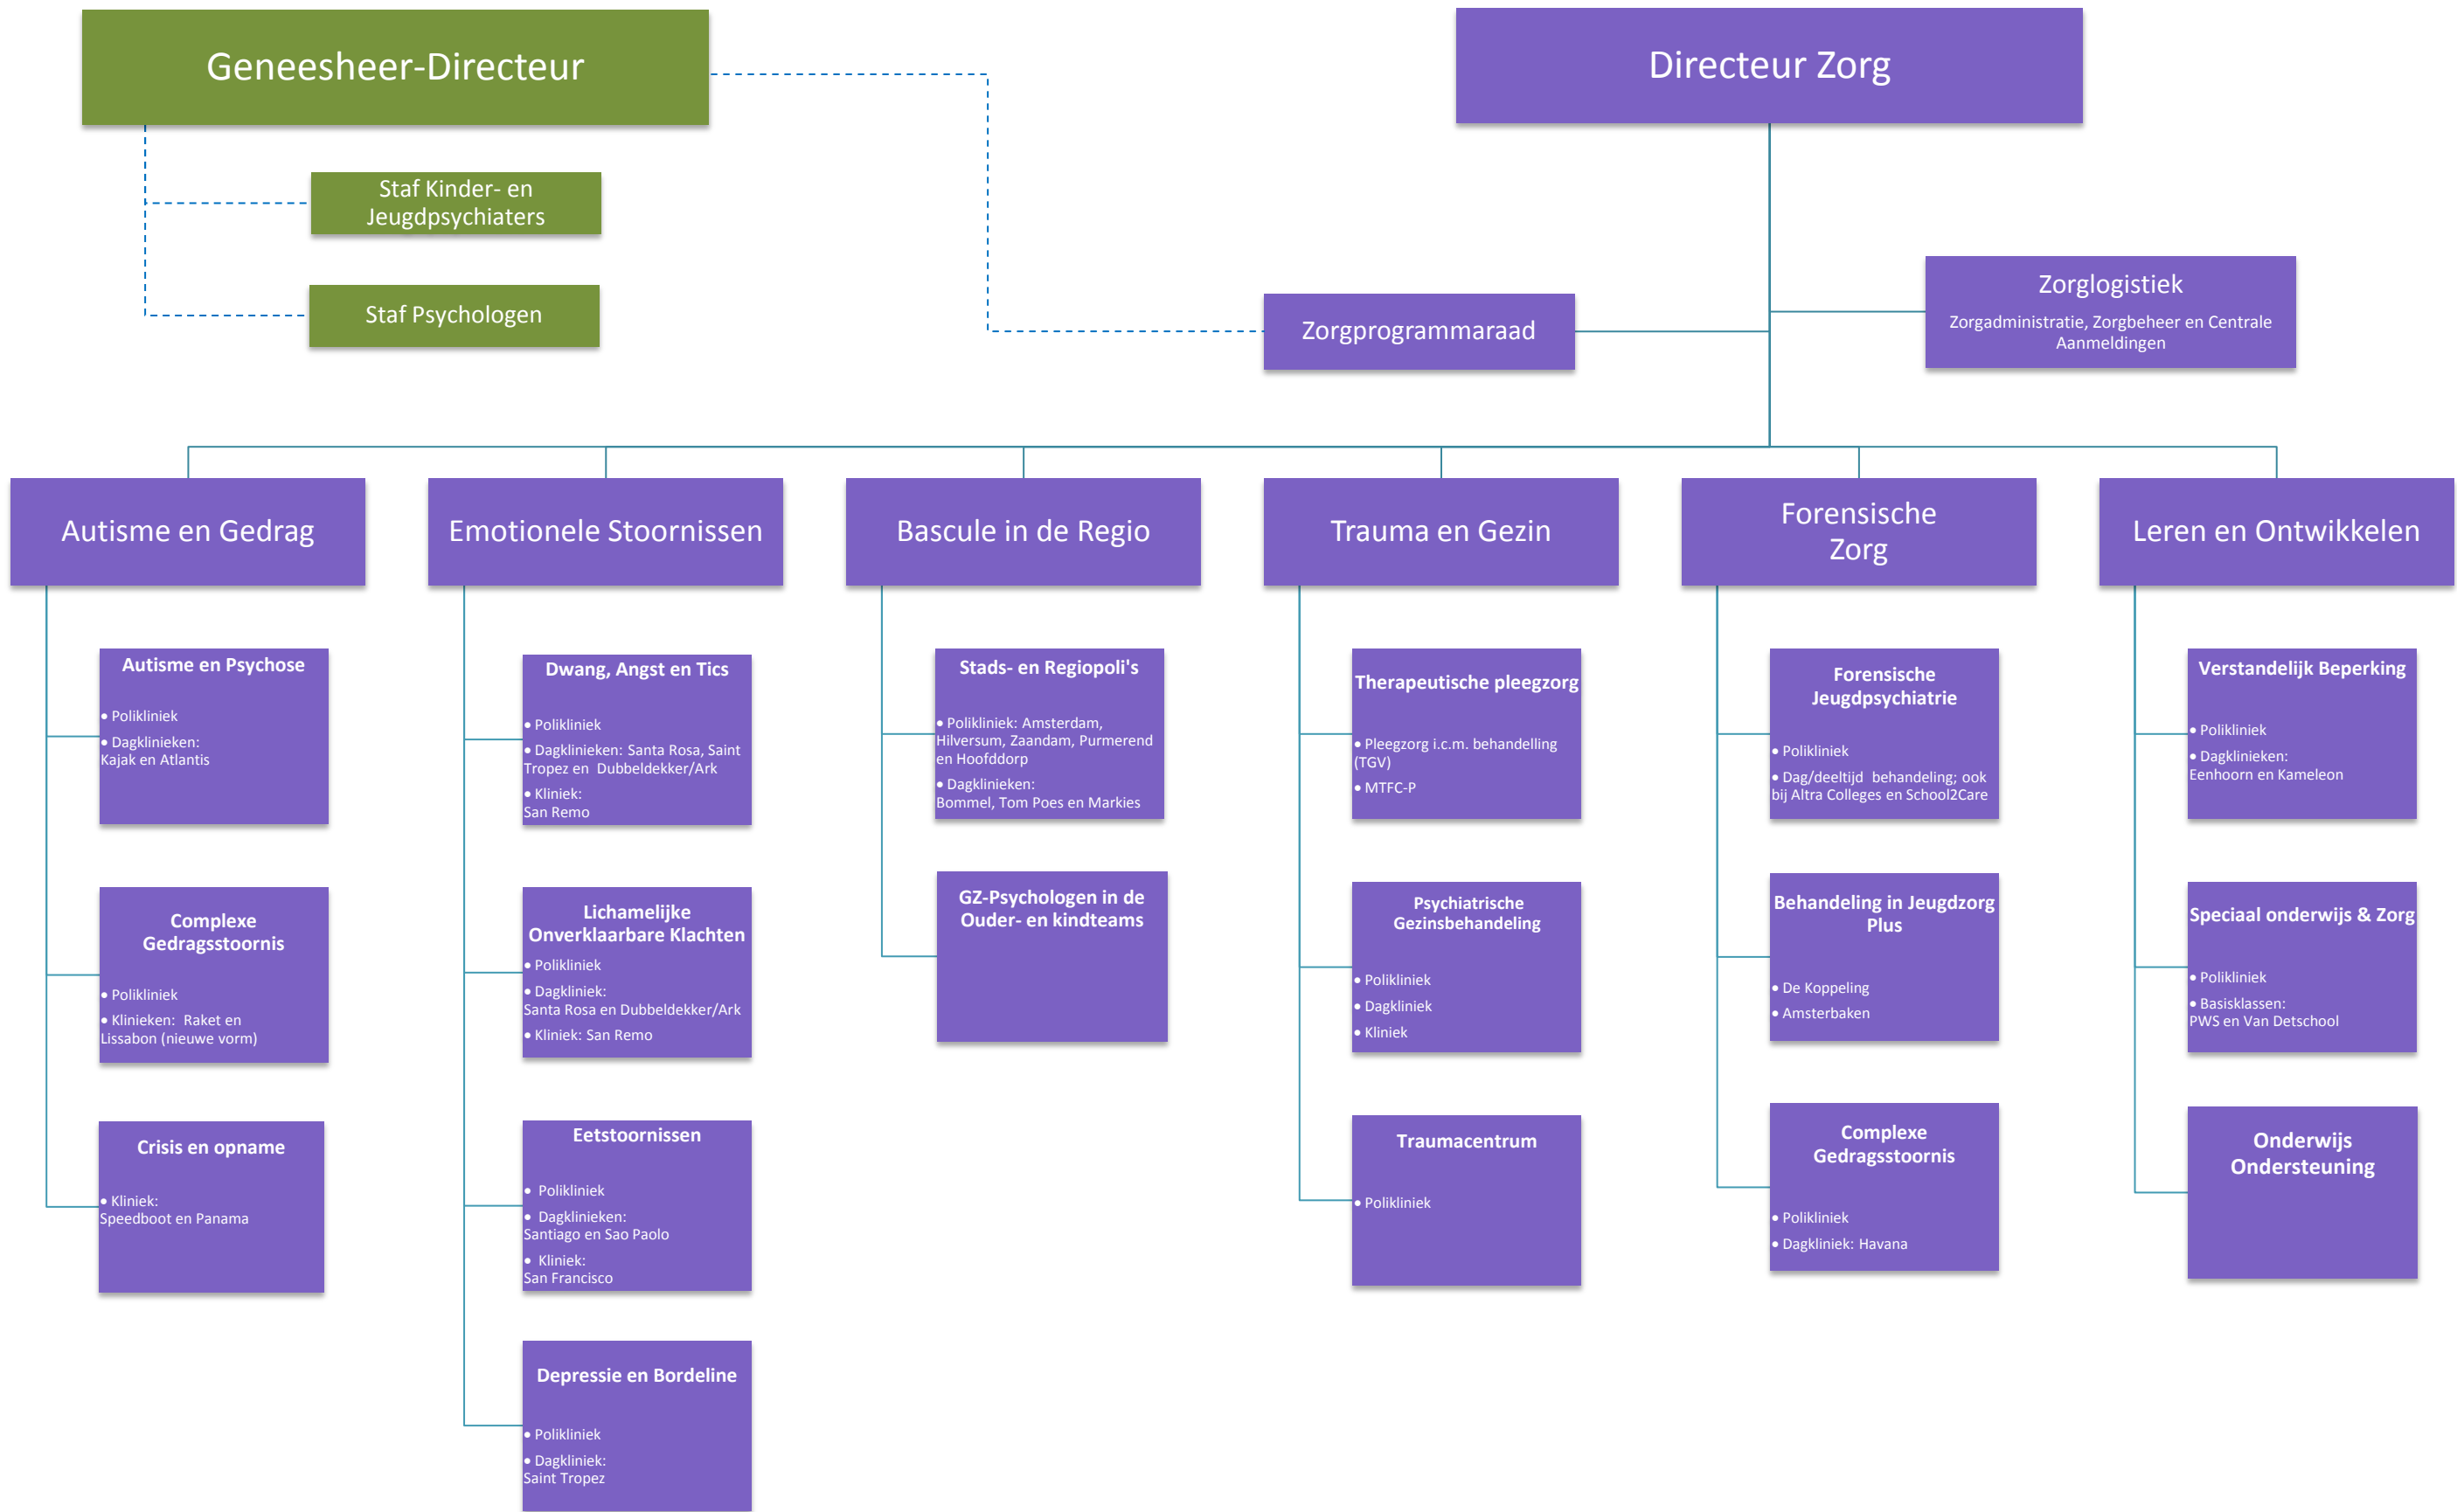 Geneesheer-Directeur
Directeur Zorg
Staf Kinder- en
Jeugdpsychiaters
Staf Psychologen
Zorgprogrammaraad
Zorglogistiek
Zorgadministratie, Zorgbeheer en Centrale
Aanmeldingen
Autisme en Gedrag
Emotionele Stoornissen
Bascule in de Regio
Trauma en Gezin
Forensische
Zorg
Leren en Ontwikkelen
Autisme en Psychose
• Polikliniek
• Dagklinieken:
Kajak en Atlantis
Complexe
Gedragsstoornis
• Polikliniek
• Klinieken: Raket en
Lissabon (nieuwe vorm)
Crisis en opname
• Kliniek:
Speedboot en Panama
Dwang, Angst en Tics
• Polikliniek
• Dagklinieken: Santa Rosa, Saint
Tropez en Dubbeldekker/Ark
• Kliniek:
San Remo
Lichamelijke
Onverklaarbare Klachten
• Polikliniek
• Dagkliniek:
Santa Rosa en Dubbeldekker/Ark
• Kliniek: San Remo
Eetstoornissen
• Polikliniek
• Dagklinieken:
Santiago en Sao Paolo
• Kliniek:
San Francisco
Depressie en Bordeline
• Polikliniek
• Dagkliniek:
Saint Tropez
Stads- en Regiopoli's
• Polikliniek: Amsterdam,
Hilversum, Zaandam, Purmerend
en Hoofddorp
• Dagklinieken:
Bommel, Tom Poes en Markies
GZ-Psychologen in de
Ouder- en kindteams
Therapeutische pleegzorg
• Pleegzorg i.c.m. behandelling
(TGV)
• MTFC-P
Psychiatrische
Gezinsbehandeling
• Polikliniek
• Dagkliniek
• Kliniek
Traumacentrum
• Polikliniek
Forensische
Jeugdpsychiatrie
• Polikliniek
• Dag/deeltijd behandeling; ook
bij Altra Colleges en School2Care
Behandeling in Jeugdzorg
Plus
• De Koppeling
• Amsterbaken
Complexe
Gedragsstoornis
• Polikliniek
• Dagkliniek: Havana
Verstandelijk Beperking
• Polikliniek
• Dagklinieken:
Eenhoorn en Kameleon
Speciaal onderwijs & Zorg
• Polikliniek
• Basisklassen:
PWS en Van Detschool
Onderwijs
Ondersteuning